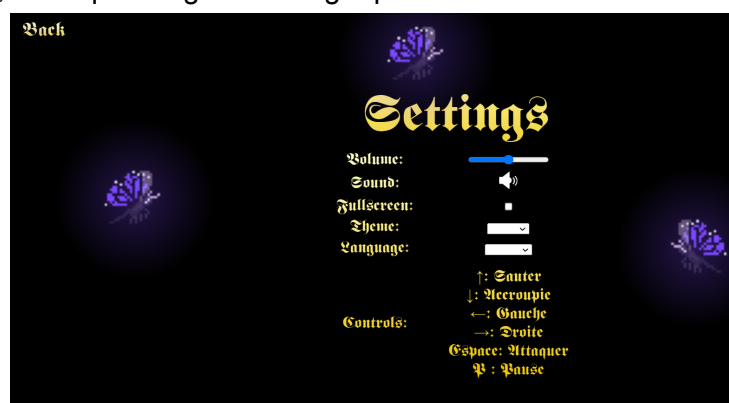 Back
Settings
Volume:
Sound:
Fullscreen:
Theme:
Language:
Controls:
↑: Sauter
↓: Accroupie
←: Gauche
→: Droite
Espace: Attaquer
P : Pause